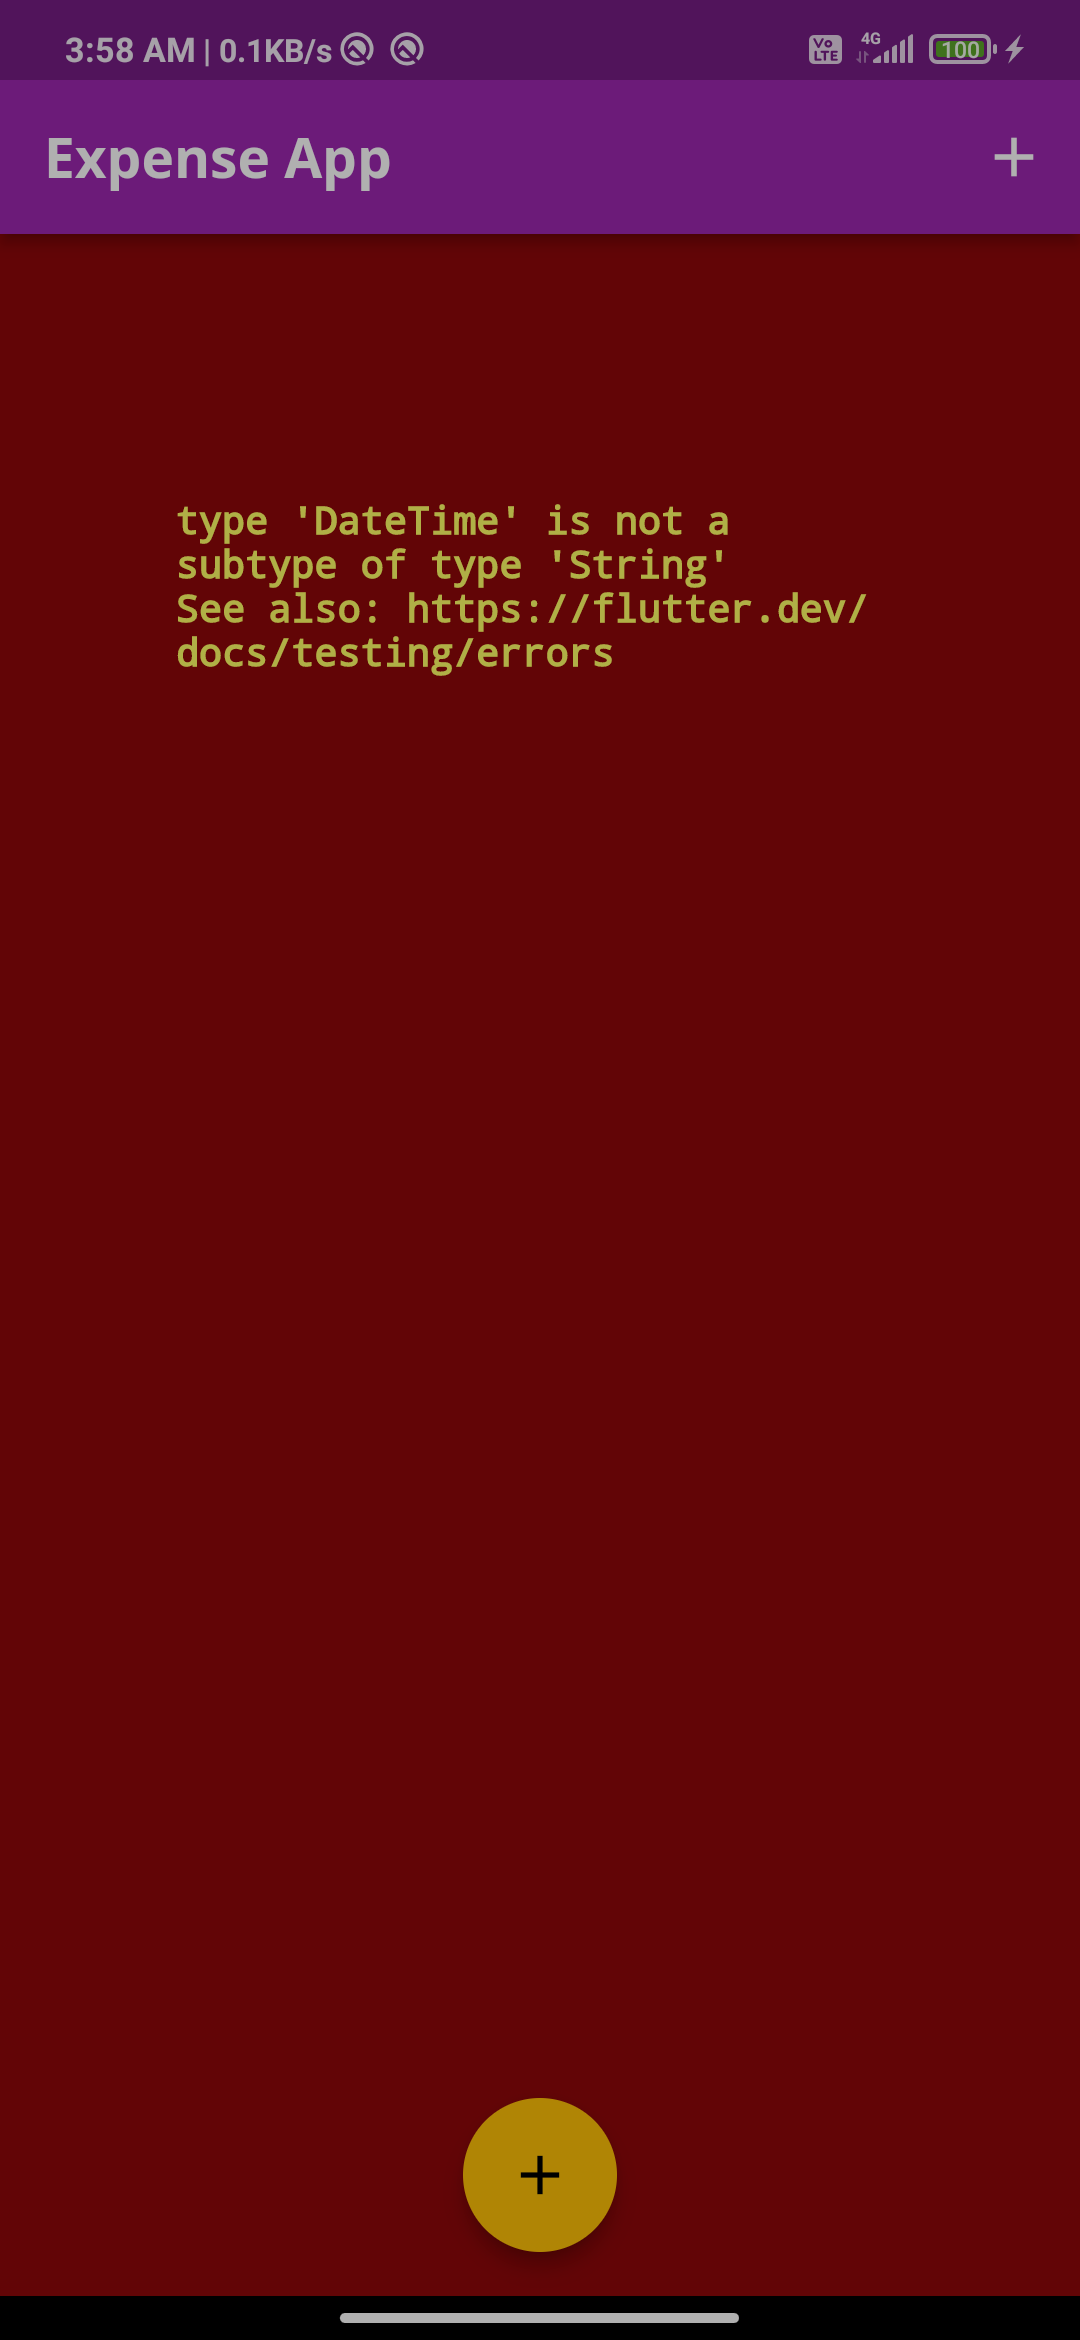 3:58 AM | 0.1KB/s
Vo LTE
4G
100
Expense App
type 'DateTime' is not a
subtype of type 'String'
See also: https://flutter.dev/
docs/testing/errors